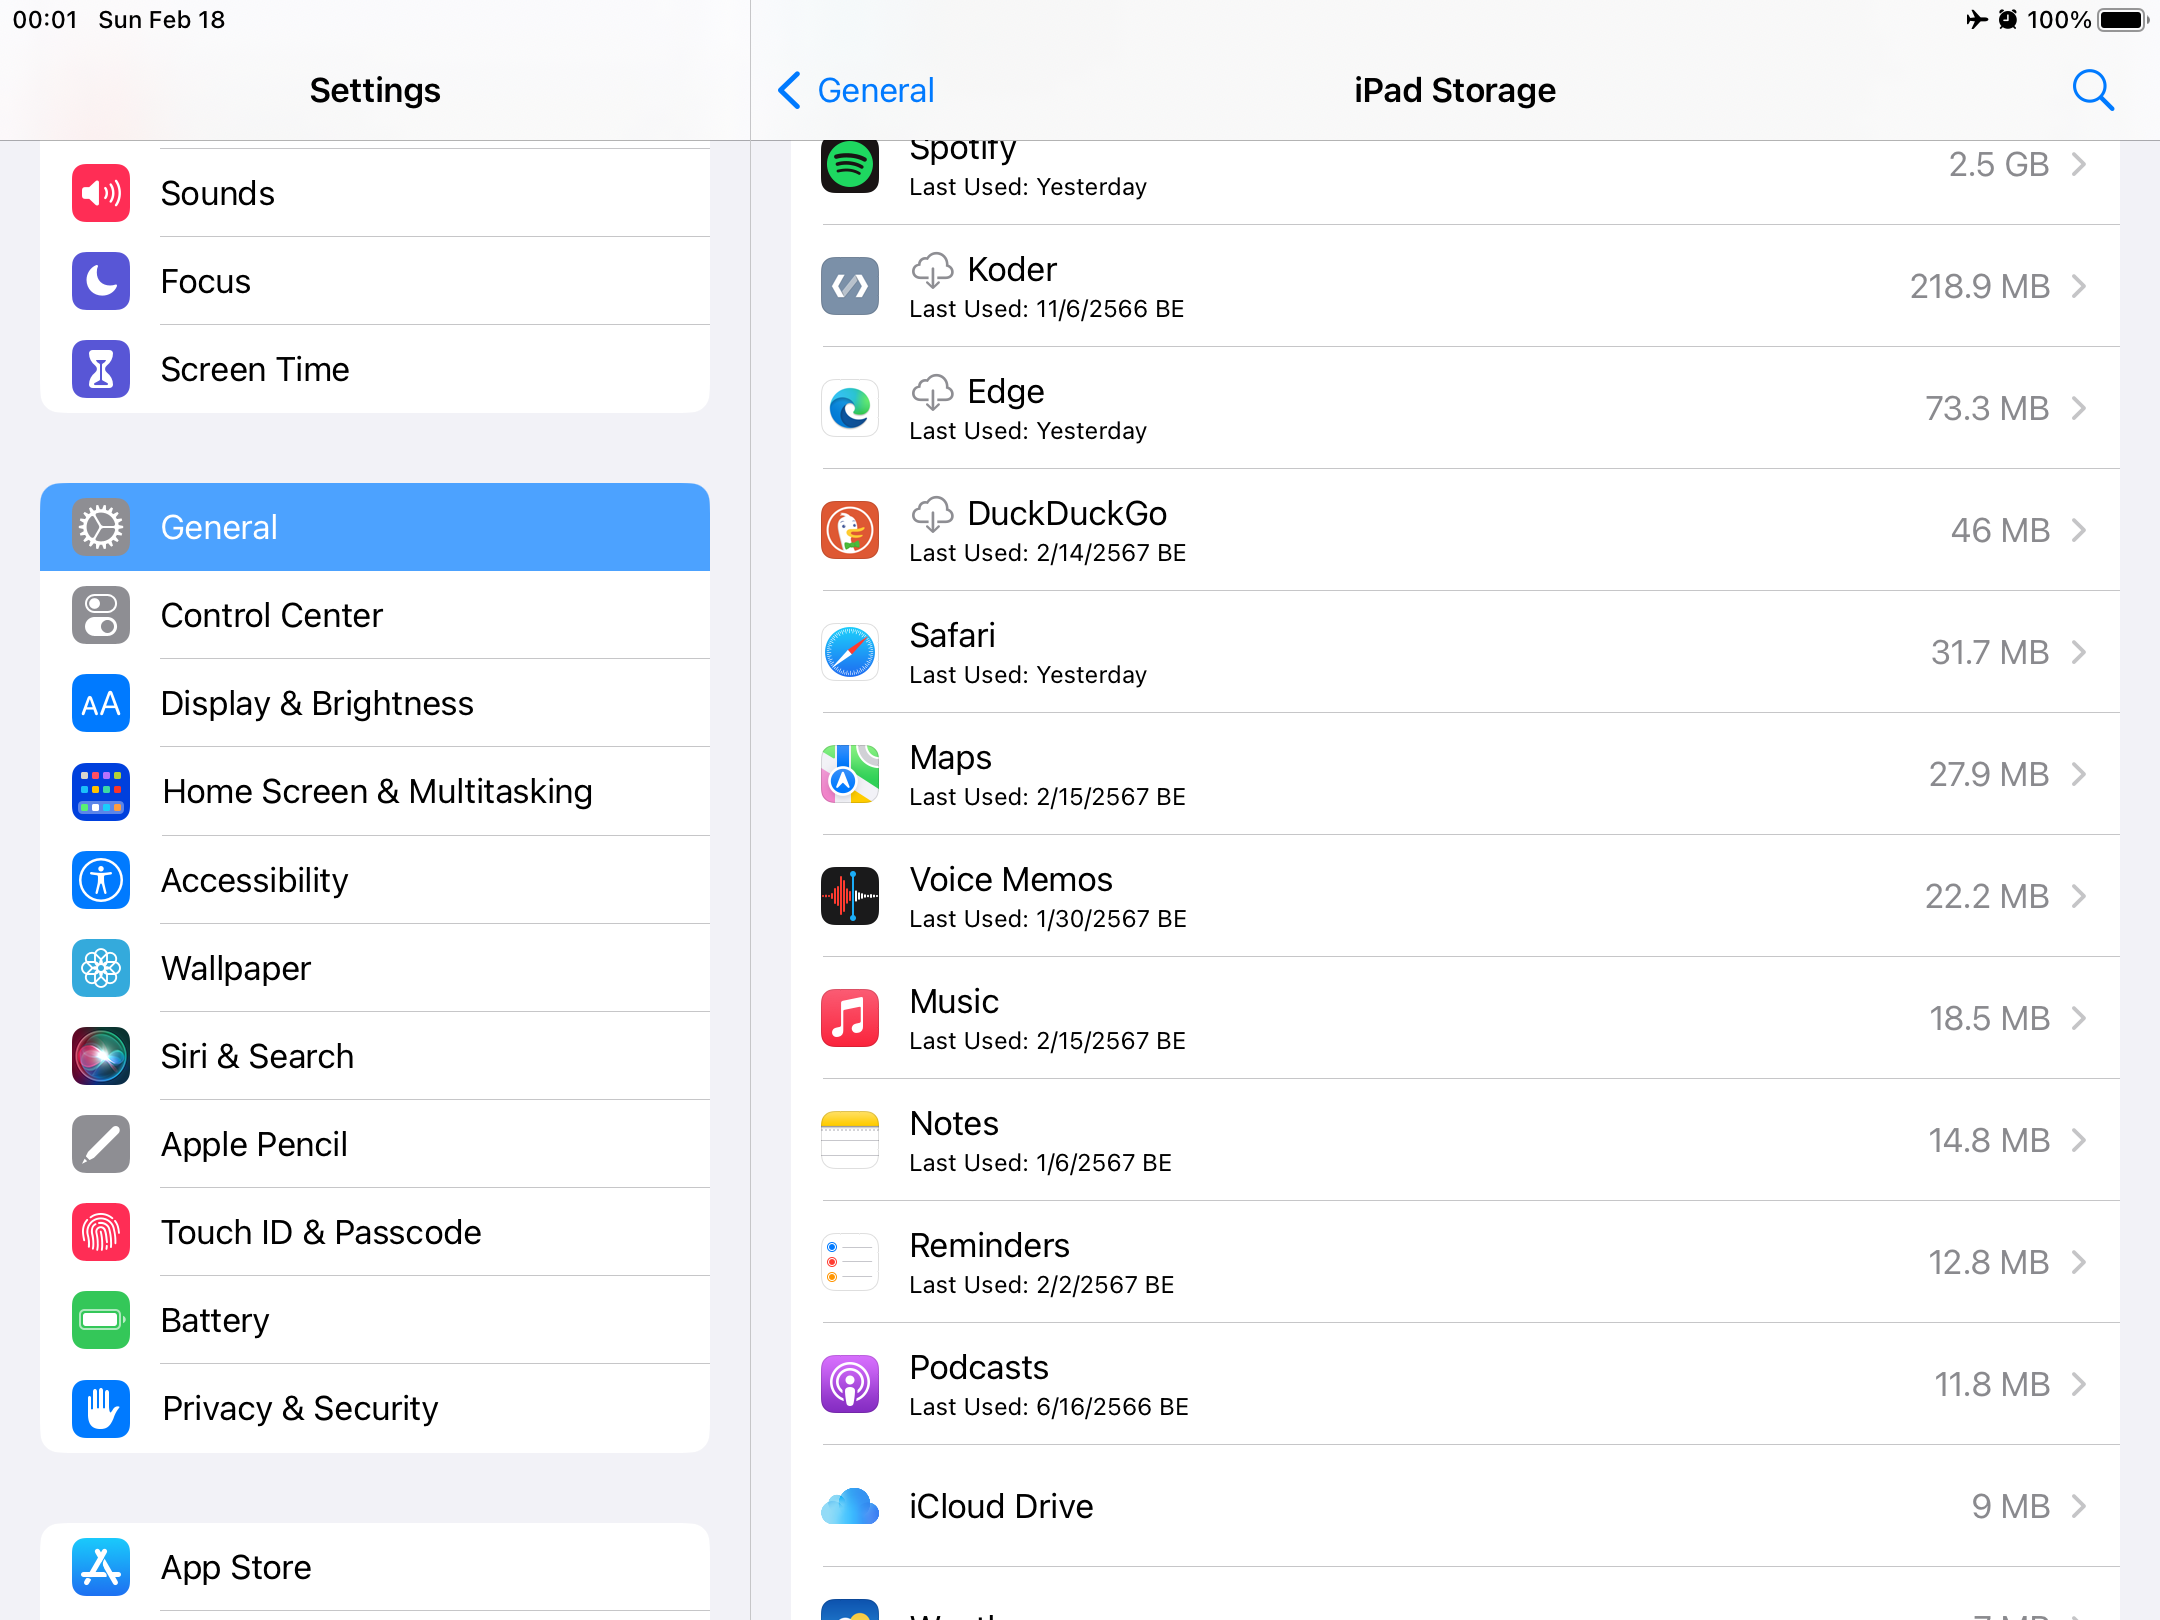 00:01 Sun Feb 18
100%
Settings
Sounds
Focus
Screen Time
General
Control Center
AA
Display & Brightness
Home Screen & Multitasking
Accessibility
Wallpaper
Siri & Search
Apple Pencil
Touch ID & Passcode
Battery
Privacy & Security
App Store
General
iPad Storage
Spotify
Last Used: Yesterday
2.5 GB
Koder
Last Used: 11/6/2566 BE
218.9 MB
Edge
Last Used: Yesterday
73.3 MB
DuckDuckGo
Last Used: 2/14/2567 BE
46 MB
Safari
Last Used: Yesterday
31.7 MB
Maps
Last Used: 2/15/2567 BE
27.9 MB
Voice Memos
Last Used: 1/30/2567 BE
22.2 MB
Music
Last Used: 2/15/2567 BE
18.5 MB
Notes
Last Used: 1/6/2567 BE
14.8 MB
Reminders
Last Used: 2/2/2567 BE
12.8 MB
Podcasts
Last Used: 6/16/2566 BE
11.8 MB
iCloud Drive
9 MB